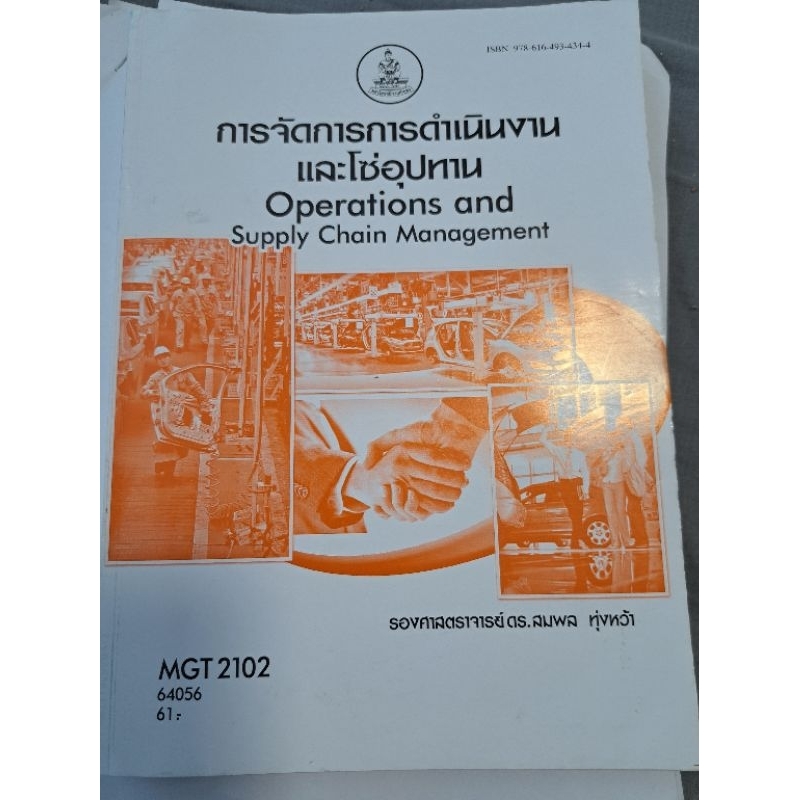 ISBN 978-616-493-434-4
การจัดการการดำเนินงาน
และโซ่อุปทาน
Operations and
Supply Chain Management
รองศาสตราจารย์ ดร.สมพล ทุ่งหว้า
MGT 2102
64056
61.-